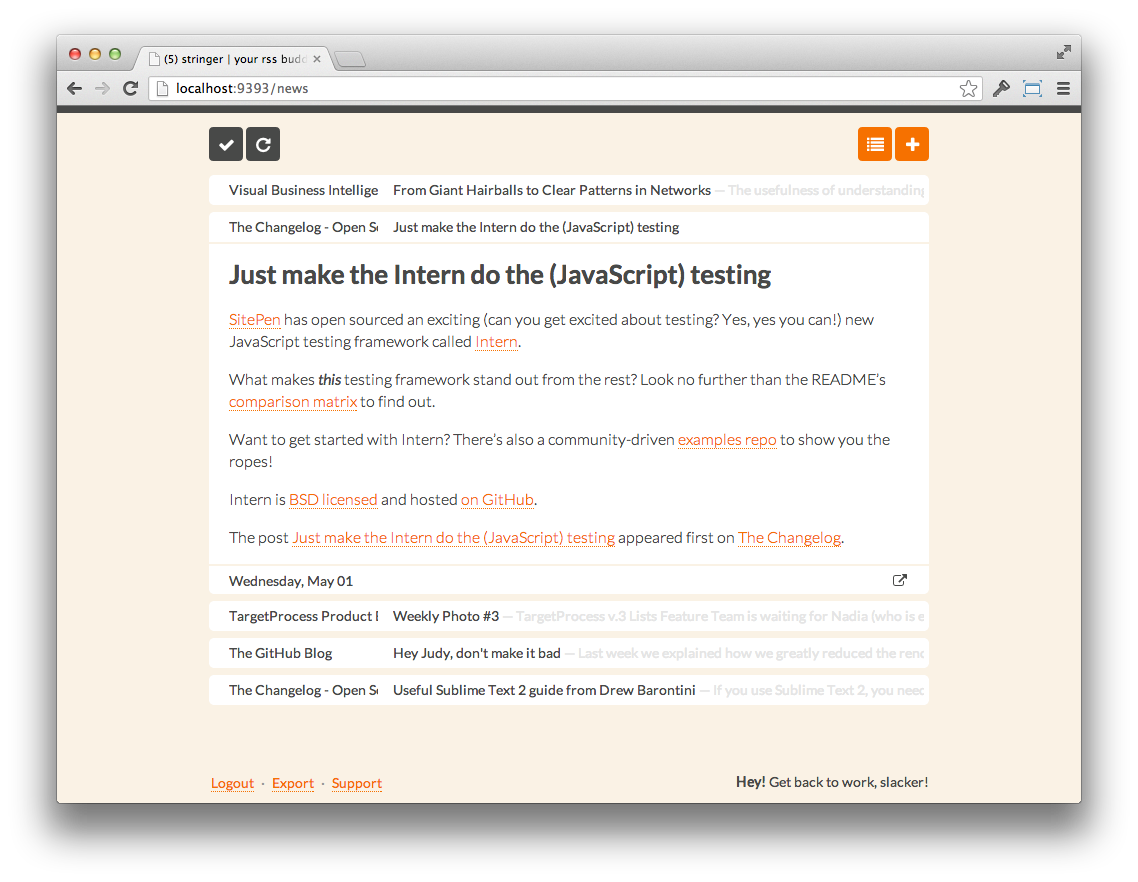 (5) stringer | your rss budd
localhost:9393/news
Visual Business Intellige From Giant Hairballs to Clear Patterns in Networks — The usefulness of understanding
The Changelog - Open So Just make the Intern do the (JavaScript) testing
Just make the Intern do the (JavaScript) testing
SitePen has open sourced an exciting (can you get excited about testing? Yes, yes you can!) new
JavaScript testing framework called Intern.
What makes this testing framework stand out from the rest? Look no further than the README’s
comparison matrix to find out.
Want to get started with Intern? There’s also a community-driven examples repo to show you the
ropes!
Intern is BSD licensed and hosted on GitHub.
The post Just make the Intern do the (JavaScript) testing appeared first on The Changelog.
Wednesday, May 01
TargetProcess Product Weekly Photo #3 — TargetProcess v.3 Lists Feature Team is waiting for Nadia (who is e
The GitHub Blog Hey Judy, don't make it bad — Last week we explained how we greatly reduced the
The Changelog - Open So Useful Sublime Text 2 guide from Drew Barontini — If you use Sublime Text 2, you need
Logout · Export · Support
Hey! Get back to work, slacker!